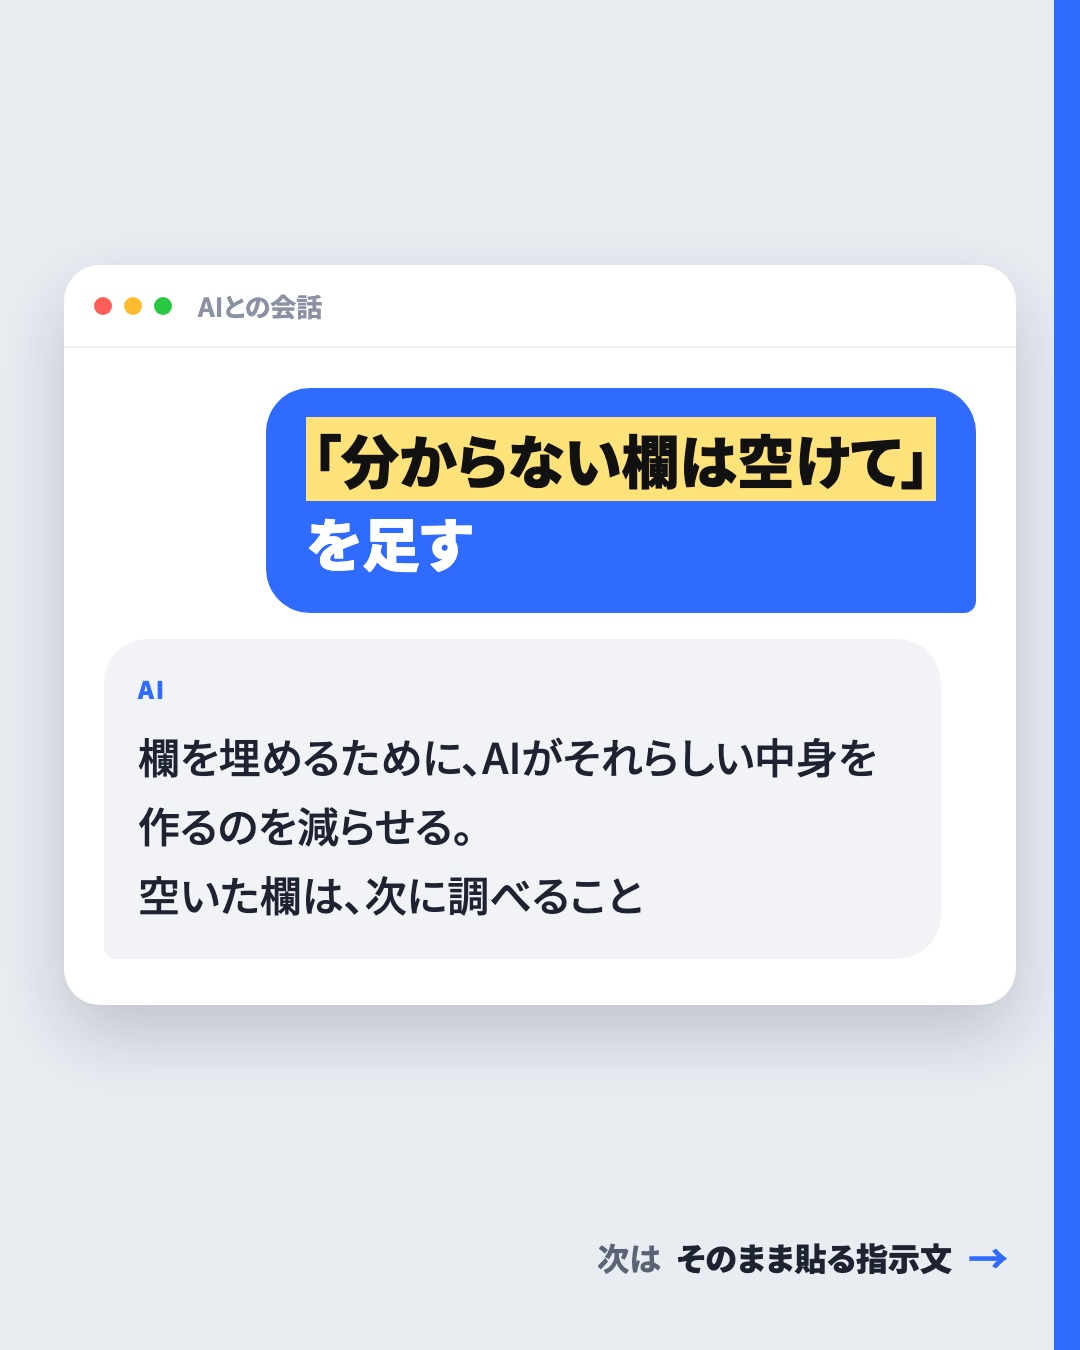 AIとの会話
「分からない欄は空けて」
を足す
AI
欄を埋めるために、AIがそれらしい中身を
作るのを減らせる。
空いた欄は、次に調べること
次は そのまま貼る指示文 →